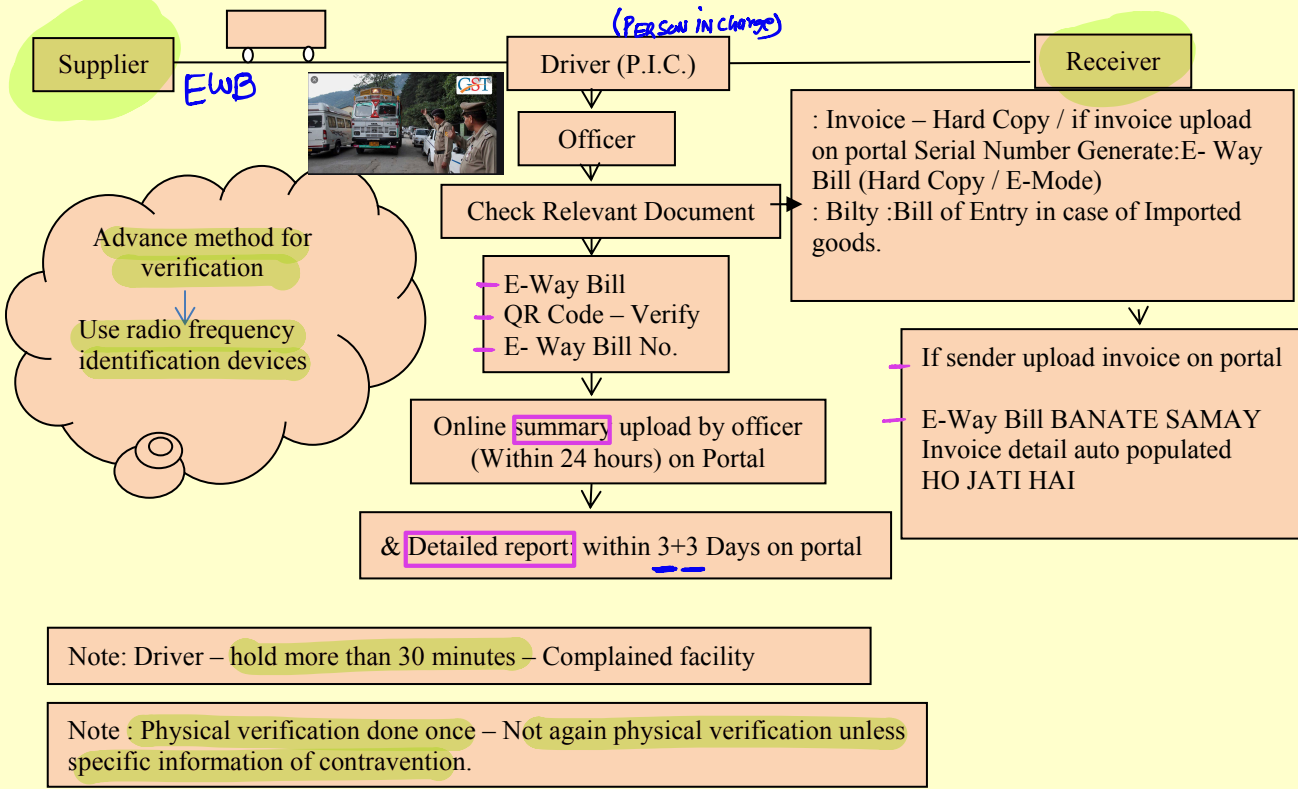 (PERSON IN Charge)
Supplier
EWB
GST
Driver (P.I.C.)
Receiver
Officer
Check Relevant Document
: Invoice – Hard Copy / if invoice upload
on portal Serial Number Generate:E- Way
Bill (Hard Copy / E-Mode)
: Bilty :Bill of Entry in case of Imported
goods.
Advance method for
verification
Use radio frequency
identification devices
E-Way Bill
QR Code – Verify
E- Way Bill No.
If sender upload invoice on portal
E-Way Bill BANATE SAMAY
Invoice detail auto populated
HO JATI HAI
Online summary upload by officer
(Within 24 hours) on Portal
& Detailed report: within 3+3 Days on portal
Note: Driver – hold more than 30 minutes – Complained facility
Note : Physical verification done once – Not again physical verification unless
specific information of contravention.